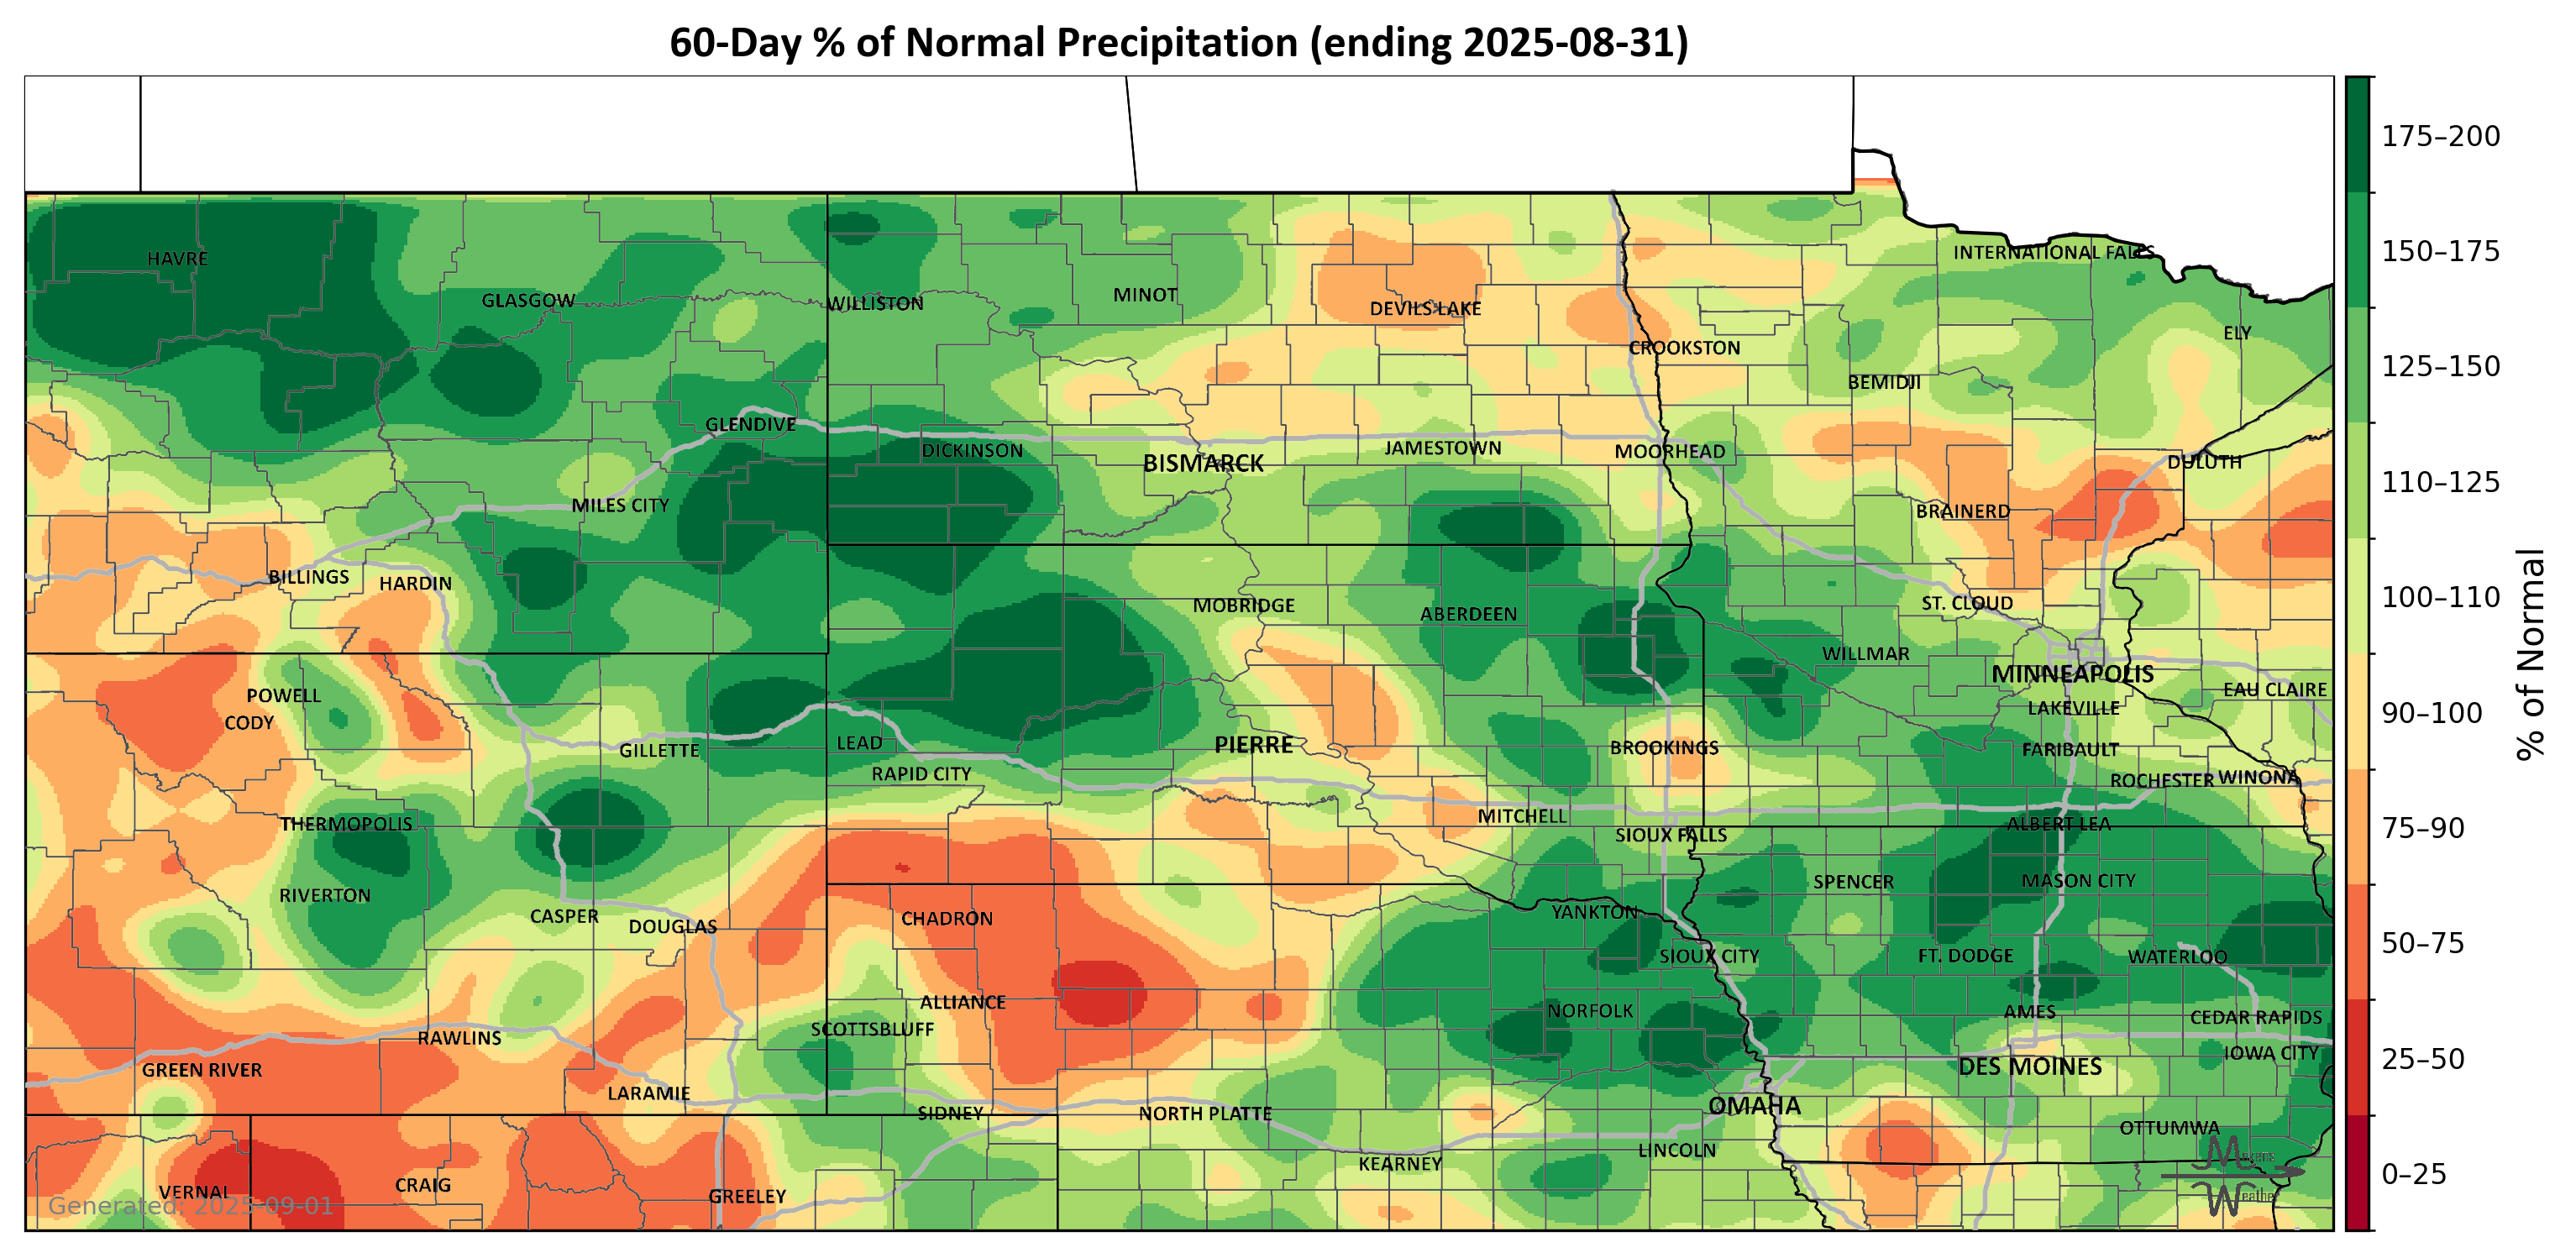 60-Day % of Normal Precipitation (ending 2025-08-31)
175–200
150–175
125–150
110–125
100–110
90–100
75–90
50–75
25–50
0–25
% of Normal
HAVRE
INTERNATIONAL FALLS
GLASGOW
WILLISTON
MINOT
DEVILS LAKE
ELY
CROOKSTON
BEMIDJI
GLENDIVE
DICKINSON
BISMARCK
JAMESTOWN
MOORHEAD
DULUTH
MILES CITY
BRAINERD
BILLINGS
HARDIN
MOBRIDGE
ABERDEEN
ST. CLOUD
WILLMAR
MINNEAPOLIS
POWELL
EAU CLAIRE
CODY
LAKEVILLE
GILLETTE
LEAD
PIERRE
BROOKINGS
FARIBAULT
RAPID CITY
ROCHESTER
WINONA
THERMOPOLIS
MITCHELL
SIOUX FALLS
ALBERT LEA
RIVERTON
SPENCER
MASON CITY
CASPER
DOUGLAS
CHADRON
YANKTON
SIOUX CITY
FT. DODGE
WATERLOO
ALLIANCE
NORFOLK
AMES
CEDAR RAPIDS
SCOTTSBLUFF
RAWLINS
IOWA CITY
GREEN RIVER
DES MOINES
LARAMIE
SIDNEY
NORTH PLATTE
OMAHA
OTTUMWA
KEARNEY
LINCOLN
VERNAL
CRAIG
GREELEY
Generated: 2025-09-01
Weather